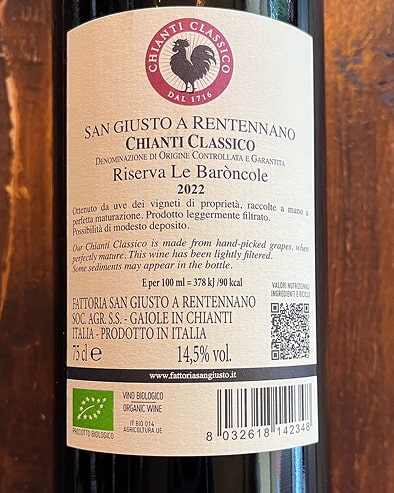 CHIANTI CLASSICO
DAL 1716
SAN GIUSTO A RENTENNANO
CHIANTI CLASSICO
DENOMINAZIONE DI ORIGINE CONTROLLATA E GARANTITA
Riserva Le Baròncole
2022
Ottenuto da uve dei vigneti di proprietà, raccolte a mano a
perfetta maturazione. Prodotto leggermente filtrato.
Possibilità di modesto deposito.
Our Chianti Classico is made from hand-picked grapes, when
perfectly mature. This wine has been lightly filtered.
Some sediments may appear in the bottle.
E per 100 ml = 378 kJ /90 kcal
VALORI NUTRIZIONALI
INGREDIENTI E RICICLO
FATTORIA SAN GIUSTO A RENTENNANO
SOC. AGR. S.S. - GAIOLE IN CHIANTI
ITALIA - PRODOTTO IN ITALIA
75 cl e 14,5% vol.
www.fattoriasangiusto.it
VINO BIOLOGICO
ORGANIC WINE
IT BIO 014
AGRICOLTURA UE
PRODOTTO BIOLOGICO
8 032618 142348